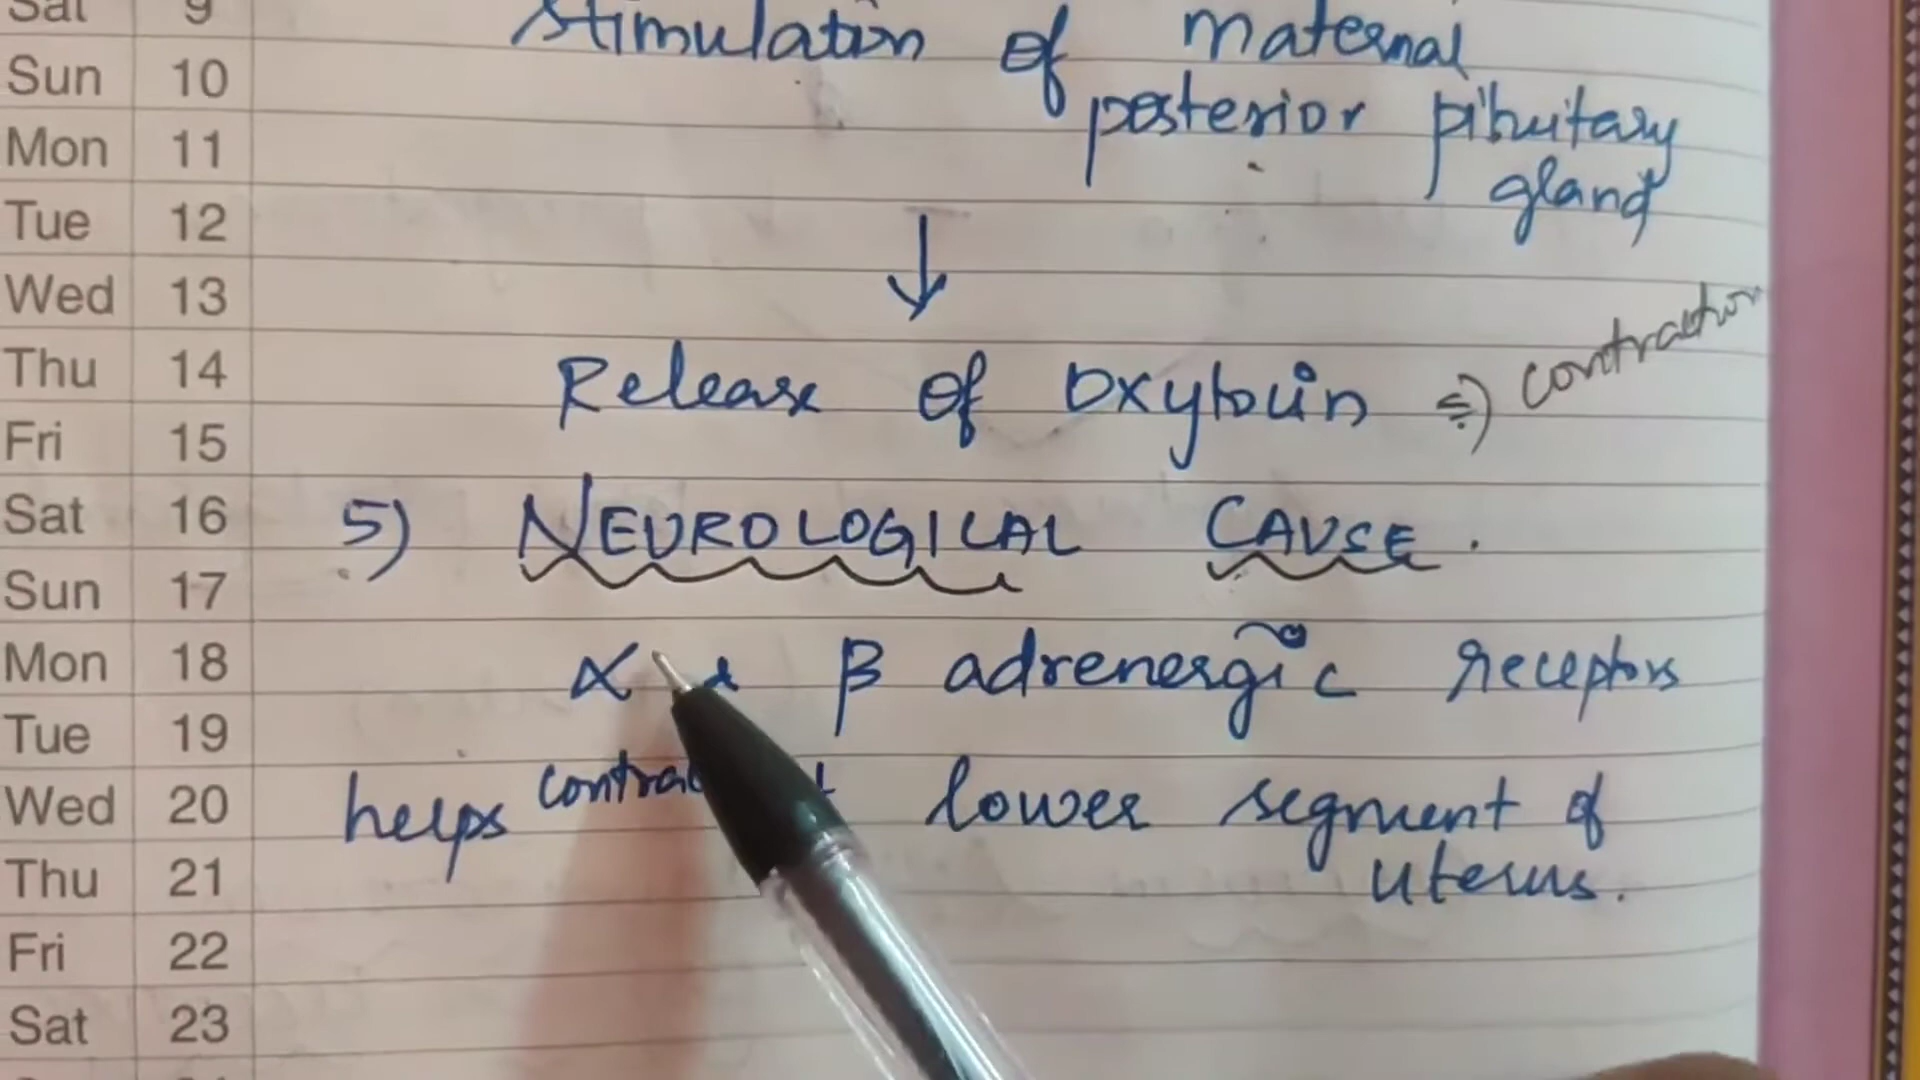 Sat 9
stimulation of maternal
Sun 10
posterior pituitary
Mon 11
gland
Tue 12
Wed 13
contraction
Thu 14
Release of oxytocin ⇒
Fri 15
Sat 16
5) NEUROLOGICAL CAUSE.
Sun 17
Mon 18
α & β adrenergic receptors
Tue 19
Wed 20
helps lower segment of
Thu 21
uterus.
Fri 22
Sat 23